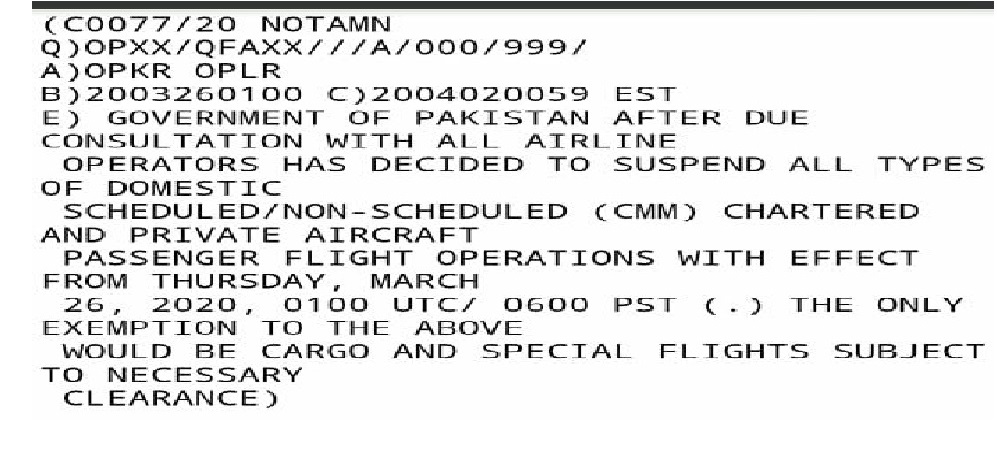 (C0077/20 NOTAMN
Q)OPXX/QFAXX///A/000/999/
A)OPKR OPLR
B)2003260100 C)2004020059 EST
E) GOVERNMENT OF PAKISTAN AFTER DUE
CONSULTATION WITH ALL AIRLINE
OPERATORS HAS DECIDED TO SUSPEND ALL TYPES
OF DOMESTIC
SCHEDULED/NON-SCHEDULED (CMM) CHARTERED
AND PRIVATE AIRCRAFT
PASSENGER FLIGHT OPERATIONS WITH EFFECT
FROM THURSDAY, MARCH
26, 2020, 0100 UTC/ 0600 PST (.) THE ONLY
EXEMPTION TO THE ABOVE
WOULD BE CARGO AND SPECIAL FLIGHTS SUBJECT
TO NECESSARY
CLEARANCE)